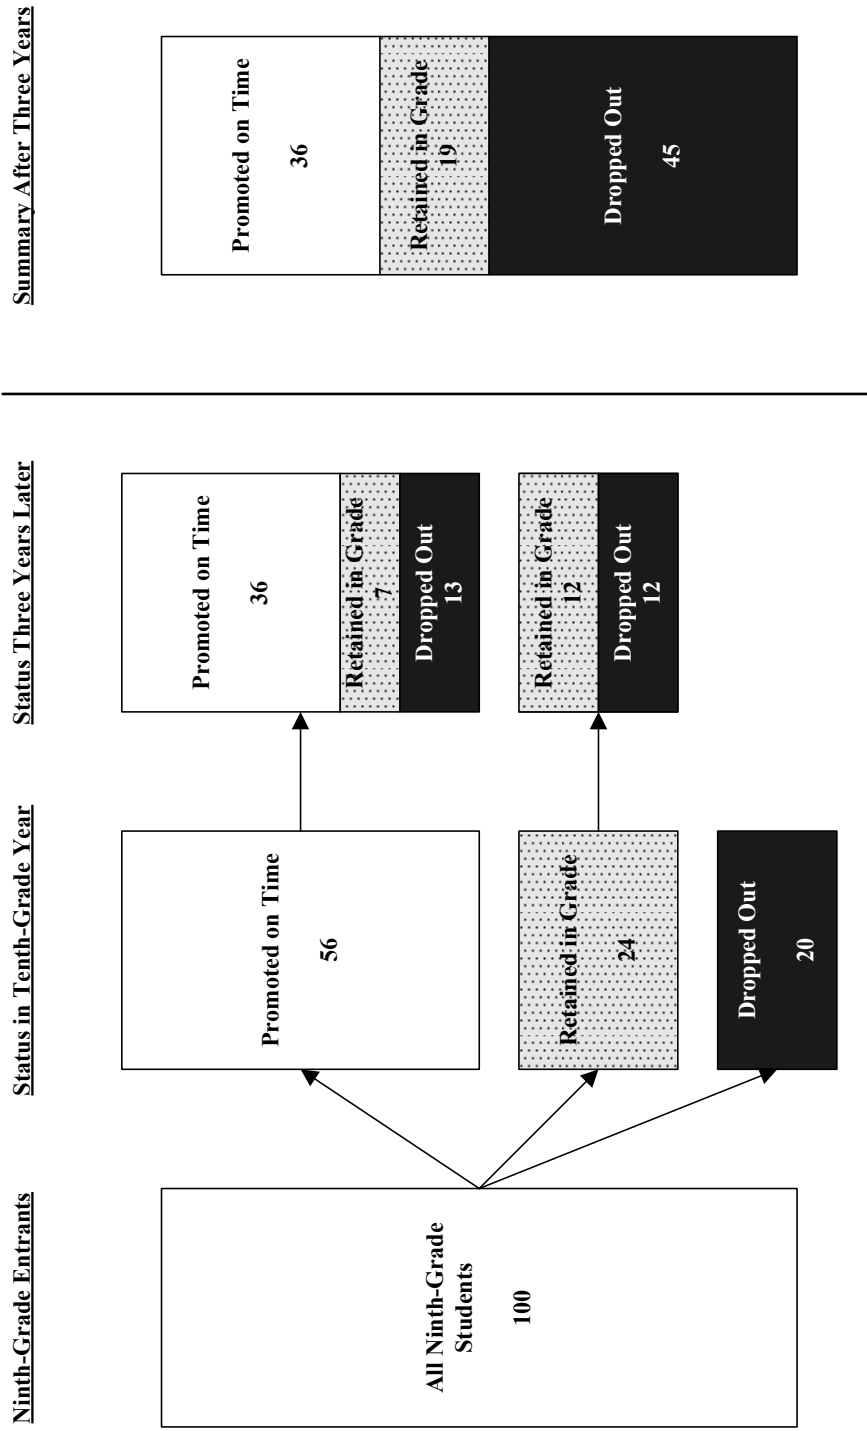 Ninth-Grade Entrants
All Ninth-Grade
Students
100
Status in Tenth-Grade Year
Promoted on Time
56
Retained in Grade
24
Dropped Out
20
Status Three Years Later
Promoted on Time
36
Retained in Grade
7
Dropped Out
13
Retained in Grade
12
Dropped Out
12
Summary After Three Years
Promoted on Time
36
Retained in Grade
19
Dropped Out
45